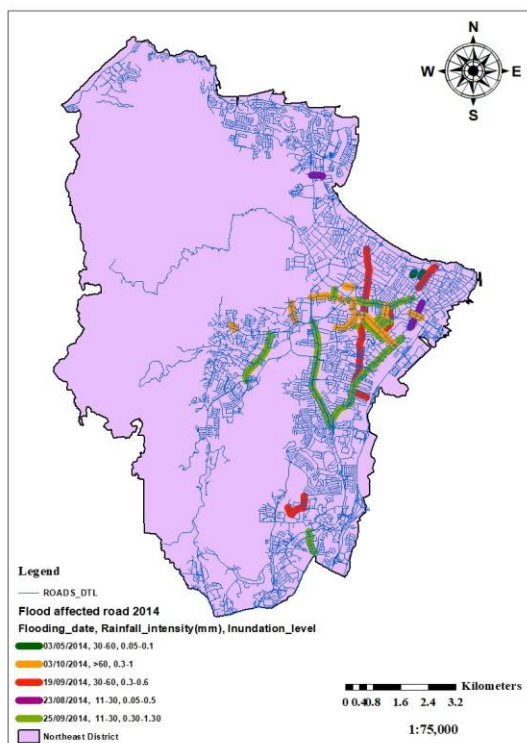 N
W
E
S
Legend
ROADS_DTL
Flood affected road 2014
Flooding_date, Rainfall_intensity(mm), Inundation_level
03/05/2014, 30-60, 0.05-0.1
03/10/2014, >60, 0.3-1
19/09/2014, 30-60, 0.3-0.6
23/08/2014, 11-30, 0.05-0.5
25/09/2014, 11-30, 0.30-1.30
Northeast District
Kilometers
0 0.40.8 1.6 2.4 3.2
1:75,000